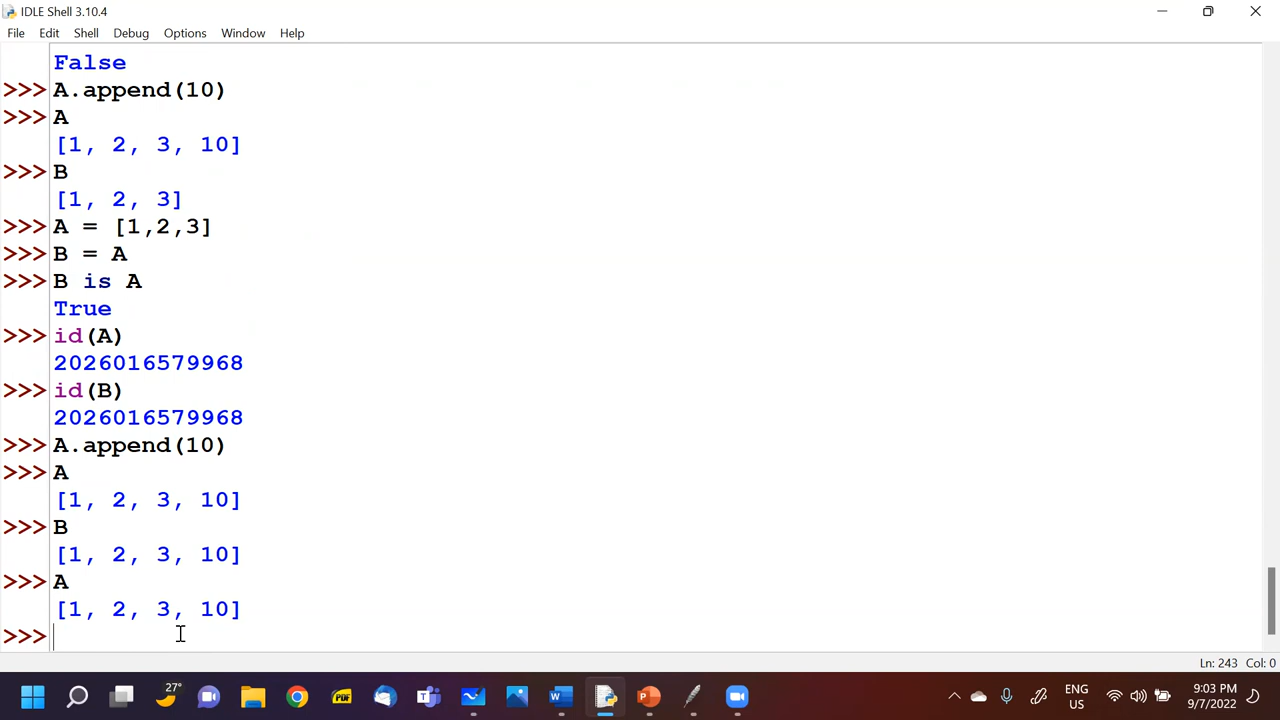 IDLE Shell 3.10.4
File Edit Shell Debug Options Window Help
False
>>> A.append(10)
>>> A
[1, 2, 3, 10]
>>> B
[1, 2, 3]
>>> A = [1,2,3]
>>> B = A
>>> B is A
True
>>> id(A)
2026016579968
>>> id(B)
2026016579968
>>> A.append(10)
>>> A
[1, 2, 3, 10]
>>> B
[1, 2, 3, 10]
>>> A
[1, 2, 3, 10]
>>>
Ln: 243 Col: 0
27°
PDF
ENG
US
9:03 PM
9/7/2022